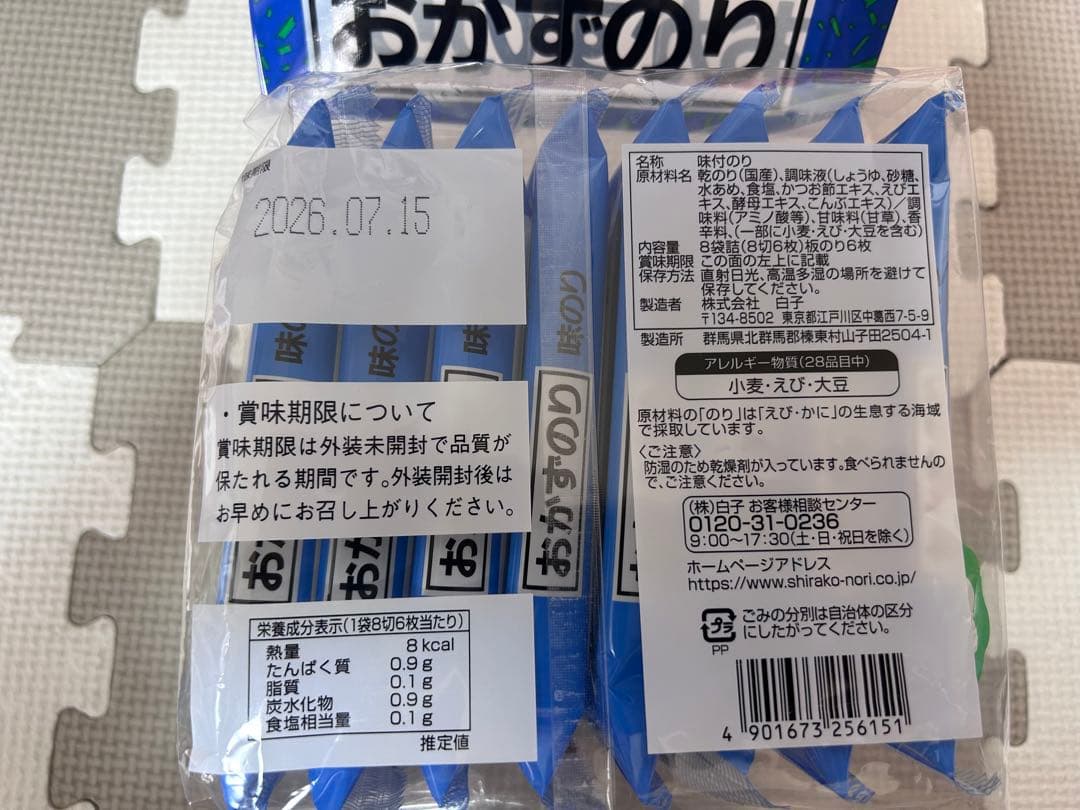 おかずのり
味期限
2026.07.15
味のり
味のり
味のり
味のり
・賞味期限について
賞味期限は外装未開封で品質が
保たれる期間です。外装開封後は
お早めにお召し上がりください。
おか
おか
おか
おかずのり
栄養成分表示(1袋8切6枚当たり)
熱量 8kcal
たんぱく質 0.9g
脂質 0.1g
炭水化物 0.9g
食塩相当量 0.1g
推定値
名称 味付のり
原材料名 乾のり(国産)、調味液(しょうゆ、砂糖、
水あめ、食塩、かつお節エキス、えびエ
キス、酵母エキス、こんぶエキス)/調
味料(アミノ酸等)、甘味料(甘草)、香
辛料、(一部に小麦・えび・大豆を含む)
内容量 8袋詰(8切6枚)板のり6枚
賞味期限 この面の左上に記載
保存方法 直射日光、高温多湿の場所を避けて
保存してください。
製造者 株式会社 白子
〒134-8502 東京都江戸川区中葛西7-5-9
製造所 群馬県北群馬郡榛東村山子田2504-1
アレルギー物質(28品目中)
小麦・えび・大豆
原材料の「のり」は「えび・かに」の生息する海域
で採取しています。
〈ご注意〉
防湿のため乾燥剤が入っています。食べられませんの
で、ご注意ください。
(株)白子 お客様相談センター
0120-31-0236
9:00〜17:30(土・日・祝日を除く)
ホームページアドレス
https://www.shirako-nori.co.jp/
プラ
PP
ごみの分別は自治体の区分
にしたがってください。
4 901673 256151